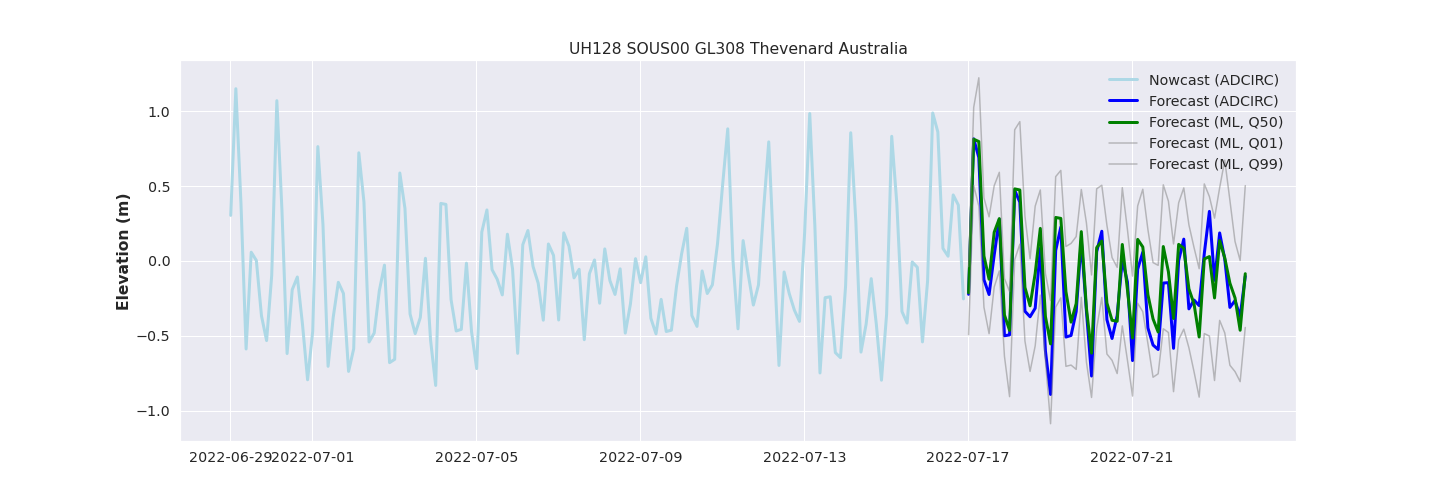 UH128 SOUS00 GL308 Thevenard Australia
Nowcast (ADCIRC)
Forecast (ADCIRC)
Forecast (ML, Q50)
Forecast (ML, Q01)
Forecast (ML, Q99)
Elevation (m)
1.0
0.5
0.0
−0.5
−1.0
2022-06-29 2022-07-01 2022-07-05 2022-07-09 2022-07-13 2022-07-17 2022-07-21